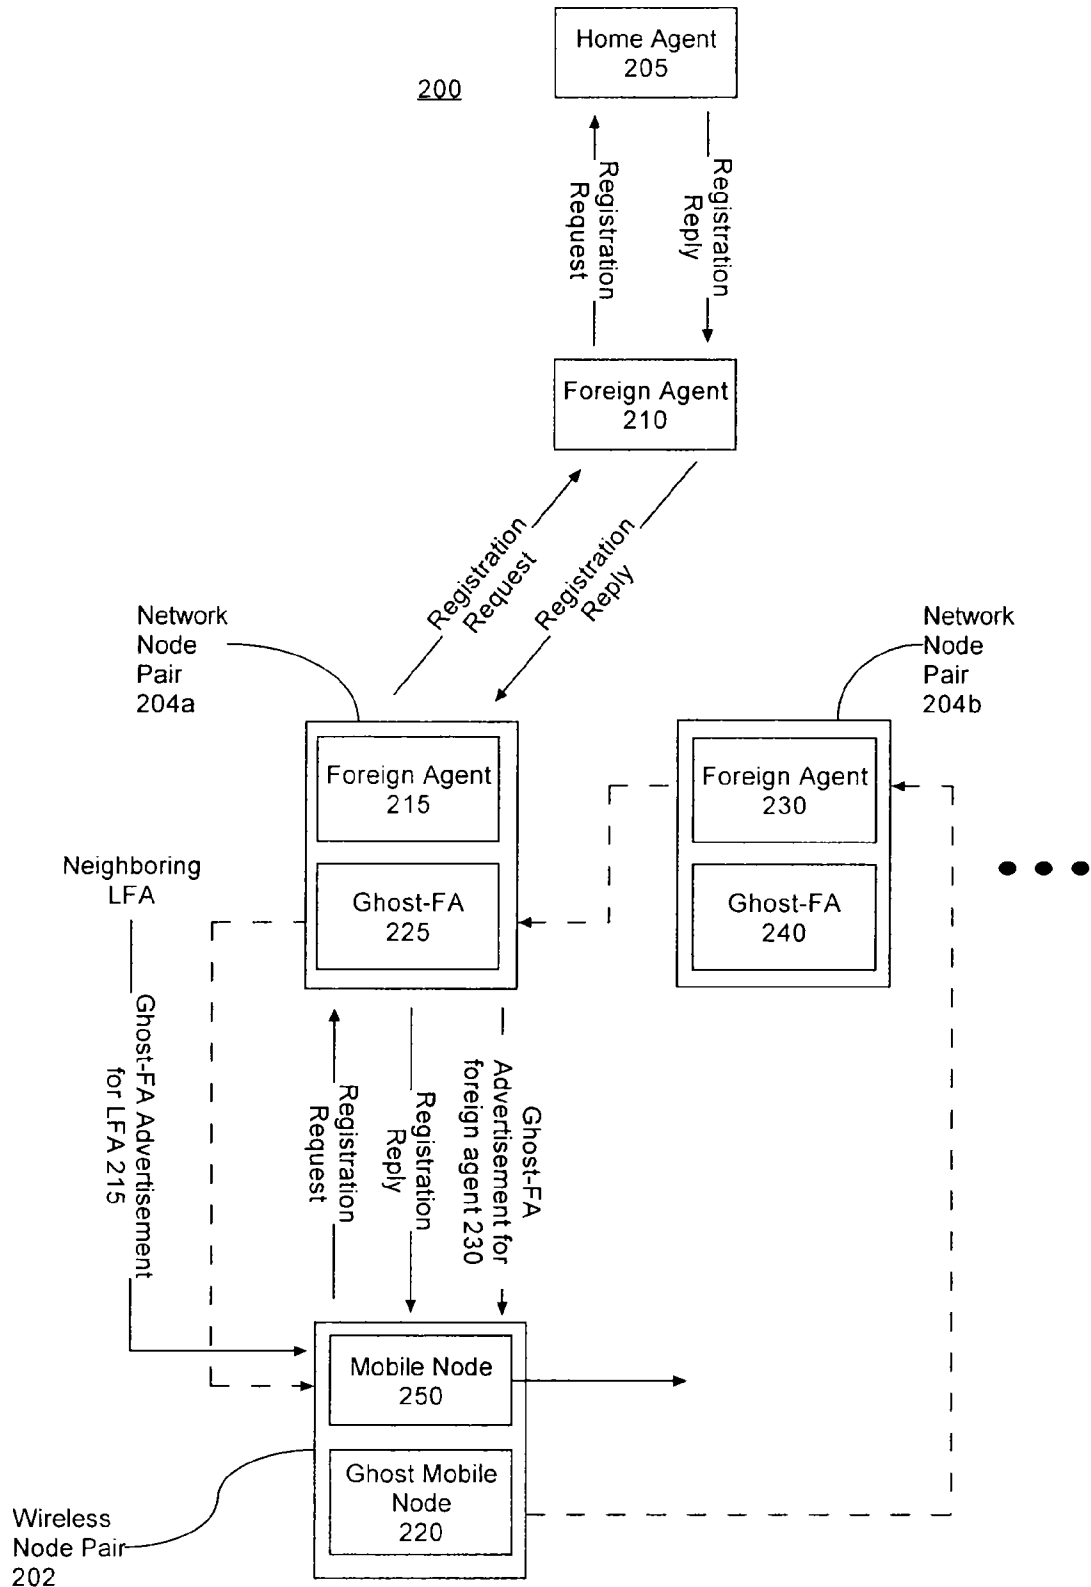 Home Agent
205
200
Registration
Request
Registration
Reply
Foreign Agent
210
Registration
Request
Registration
Reply
Network
Node
Pair
204a
Network
Node
Pair
204b
Foreign Agent
215
Foreign Agent
230
Neighboring
LFA
Ghost-FA
225
Ghost-FA
240
Ghost-FA Advertisement
for LFA 215
Registration
Request
Registration
Reply
Ghost-FA
Advertisement for
foreign agent 230
Mobile Node
250
Ghost Mobile
Node
220
Wireless
Node Pair
202